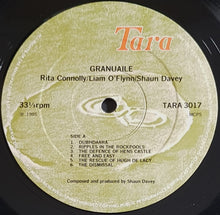 Tara
GRANUAILE
Rita Connolly/Liam O'Flynn/Shaun Davey
33⅓rpm
TARA 3017
℗ 1985
MCPS
SIDE A
1. DUBHDARRA
2. RIPPLES IN THE ROCKPOOLS
3. THE DEFENCE OF HENS CASTLE
4. FREE AND EASY
5. THE RESCUE OF HUGH DE LACY
6. THE DISMISSAL
Composed and produced by Shaun Davey